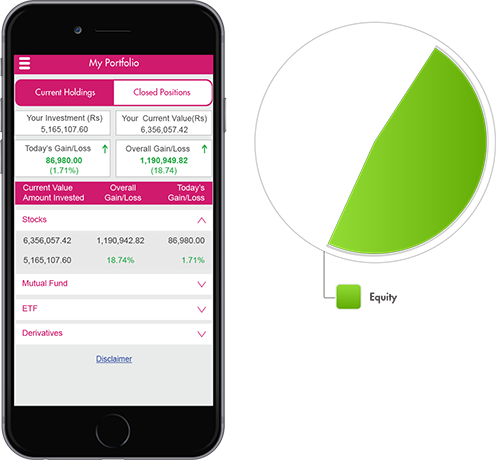 My Portfolio
Current Holdings Closed Positions
Your Investment (Rs) Your Current Value(Rs)
5,165,107.60 6,356,057.42
Today's Gain/Loss Overall Gain/Loss
86,980.00 1,190,949.82
(1.71%) (18.74)
Current Value Overall Today's
Amount Invested Gain/Loss Gain/Loss
Stocks
6,356,057.42 1,190,942.82 86,980.00
5,165,107.60 18.74% 1.71%
Mutual Fund
ETF
Derivatives
Disclaimer
Equity